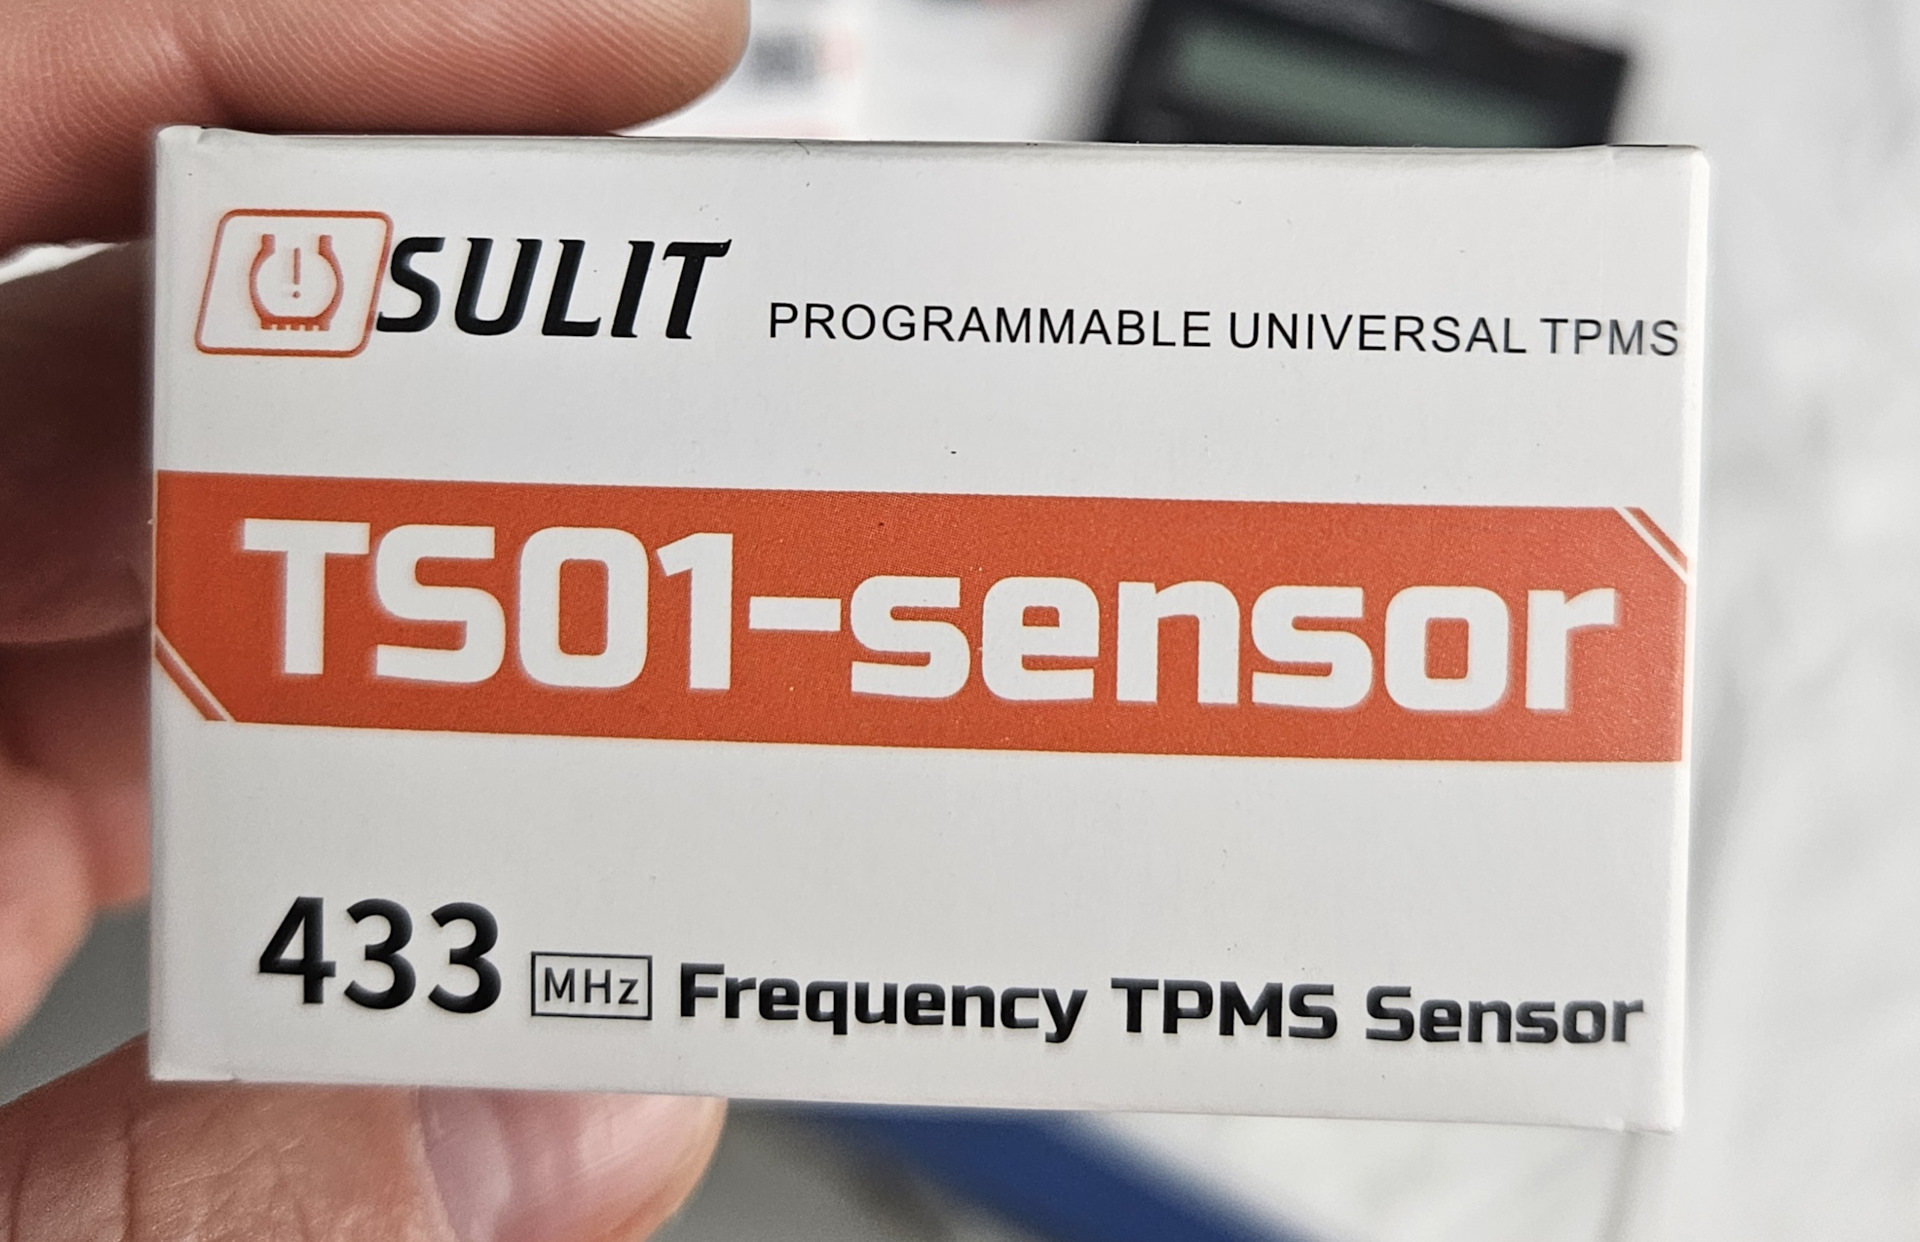 SULIT PROGRAMMABLE UNIVERSAL TPMS
TS01-sensor
433 MHz Frequency TPMS Sensor